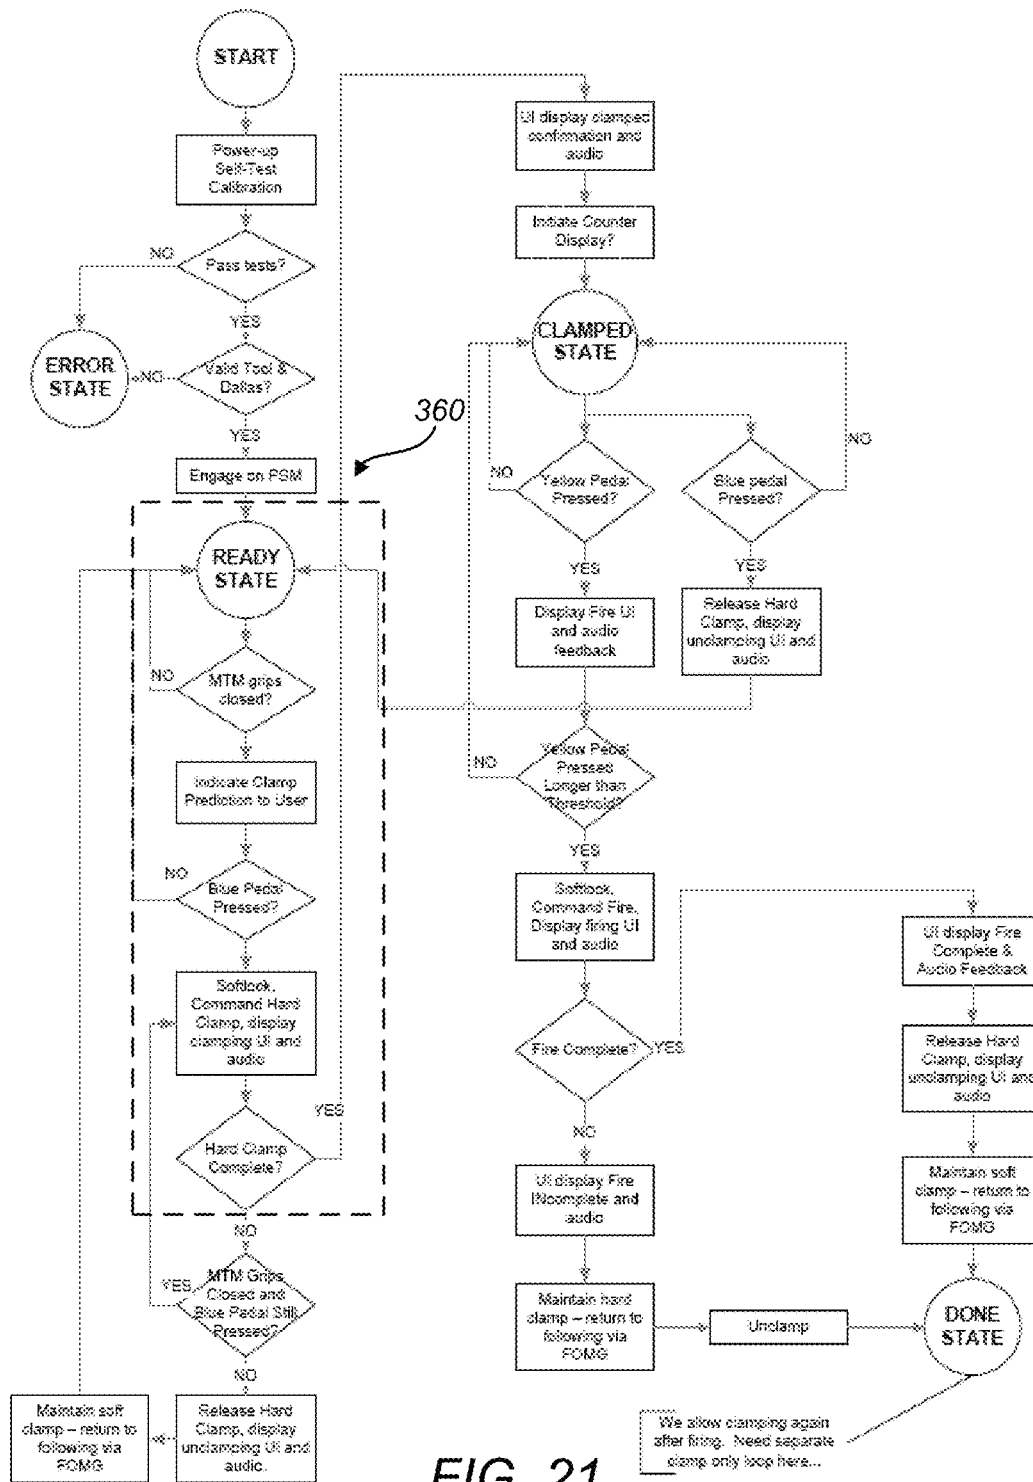 START
Power-up
Self-Test
Calibration
Pass tests?
NO
YES
ERROR
STATE
Valid Tool &
Dallas?
NO
YES
Engage on PSM
360
READY
STATE
MTM grips
closed?
NO
Indicate Clamp
Prediction to User
Blue Pedal
Pressed?
NO
Softlock,
Command Hard
Clamp, display
clamping UI and
audio
Hard Clamp
Complete?
YES
NO
MTM Grips
Closed and
Blue Pedal Still
Pressed?
YES
NO
Release Hard
Clamp, display
unclamping UI and
audio.
Maintain soft
clamp – return to
following via
FOMG
UI display clamped
confirmation and
audio
Initiate Counter
Display?
CLAMPED
STATE
Yellow Pedal
Pressed?
NO
YES
Blue pedal
Pressed?
NO
YES
Display Fire UI
and audio
feedback
Release Hard
Clamp, display
unclamping UI and
audio
Yellow Pedal
Pressed
Longer than
Threshold?
NO
YES
Softlock,
Command Fire,
Display firing UI
and audio
Fire Complete?
YES
NO
UI display Fire
INcomplete and
audio
Maintain hard
clamp – return to
following via
FOMG
Unclamp
UI display Fire
Complete &
Audio Feedback
Release Hard
Clamp, display
unclamping UI and
audio
Maintain soft
clamp – return to
following via
FOMG
DONE
STATE
We allow clamping again
after firing. Need separate
clamp only loop here...
FIG. 21